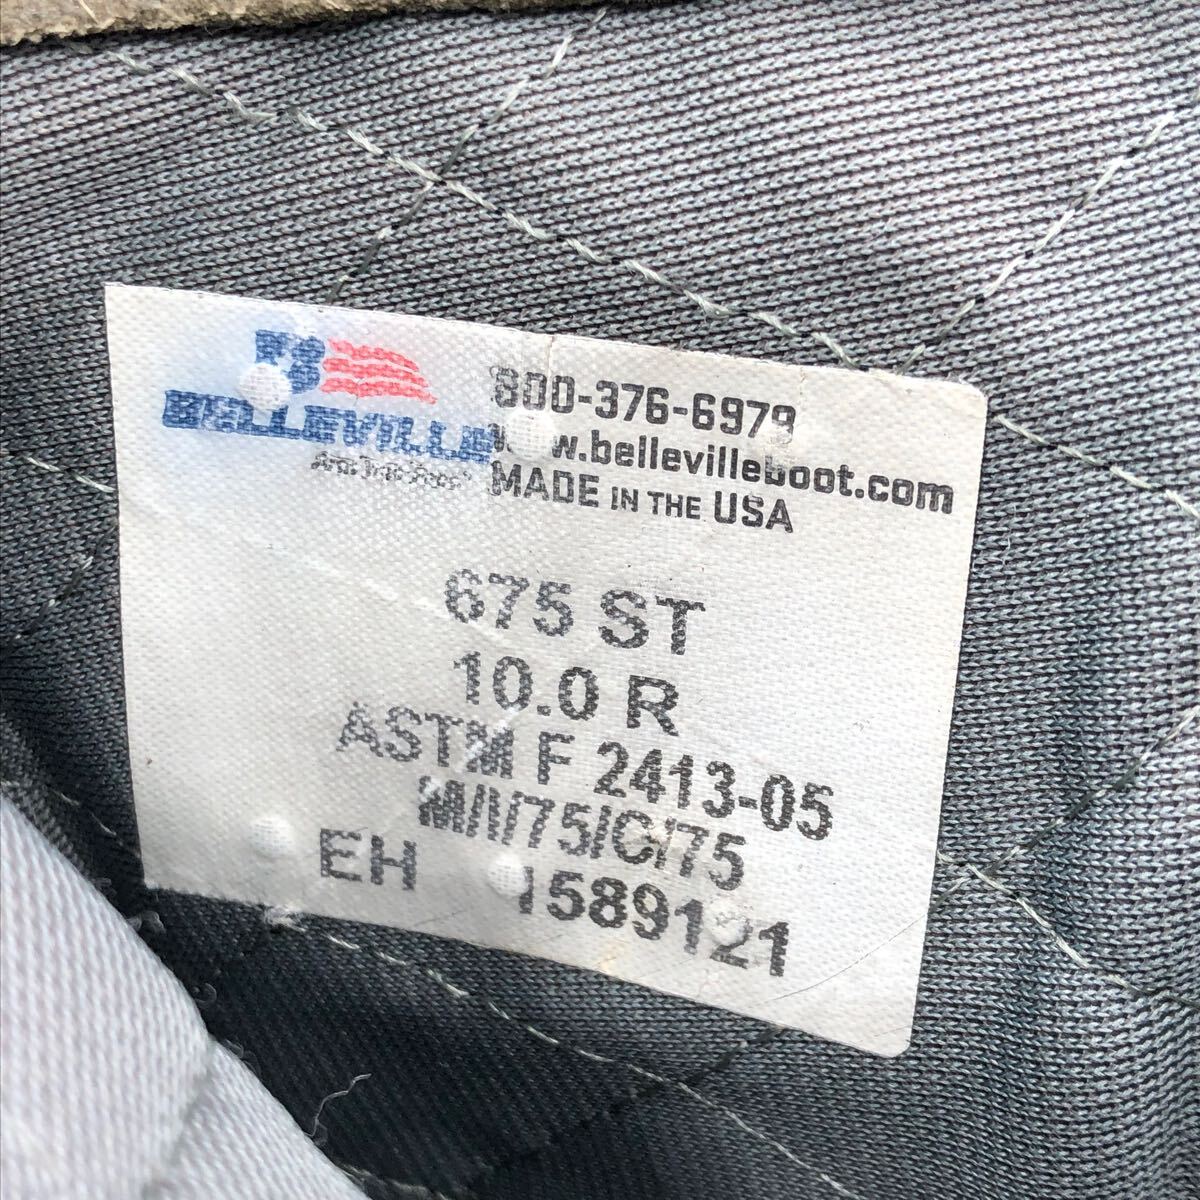 BELLEVILLE
800-376-6979
www.bellevilleboot.com
MADE IN THE USA
675 ST
10.0 R
ASTM F 2413-05
M/I/75/C/75
EH 1589121